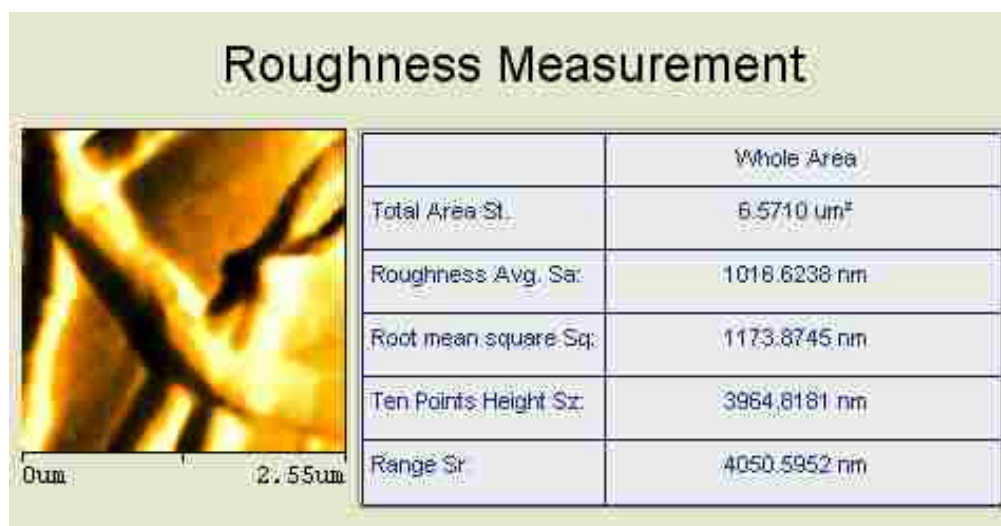 Roughness Measurement
Whole Area
Total Area St. 6.5710 um²
Roughness Avg. Sa: 1016.6238 nm
Root mean square Sq: 1173.8745 nm
Ten Points Height Sz: 3964.8181 nm
Range Sr 4050.5952 nm
0um 2.55um